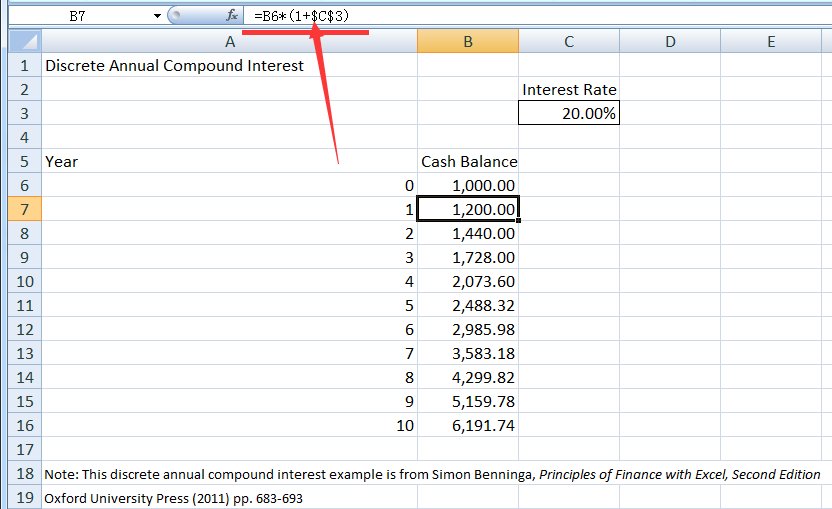 B7 fx =B6*(1+$C$3)
A B C D E
1 Discrete Annual Compound Interest
2 Interest Rate
3 20.00%
4
5 Year Cash Balance
6 0 1,000.00
7 1 1,200.00
8 2 1,440.00
9 3 1,728.00
10 4 2,073.60
11 5 2,488.32
12 6 2,985.98
13 7 3,583.18
14 8 4,299.82
15 9 5,159.78
16 10 6,191.74
17
18 Note: This discrete annual compound interest example is from Simon Benninga, Principles of Finance with Excel, Second Edition
19 Oxford University Press (2011) pp. 683-693